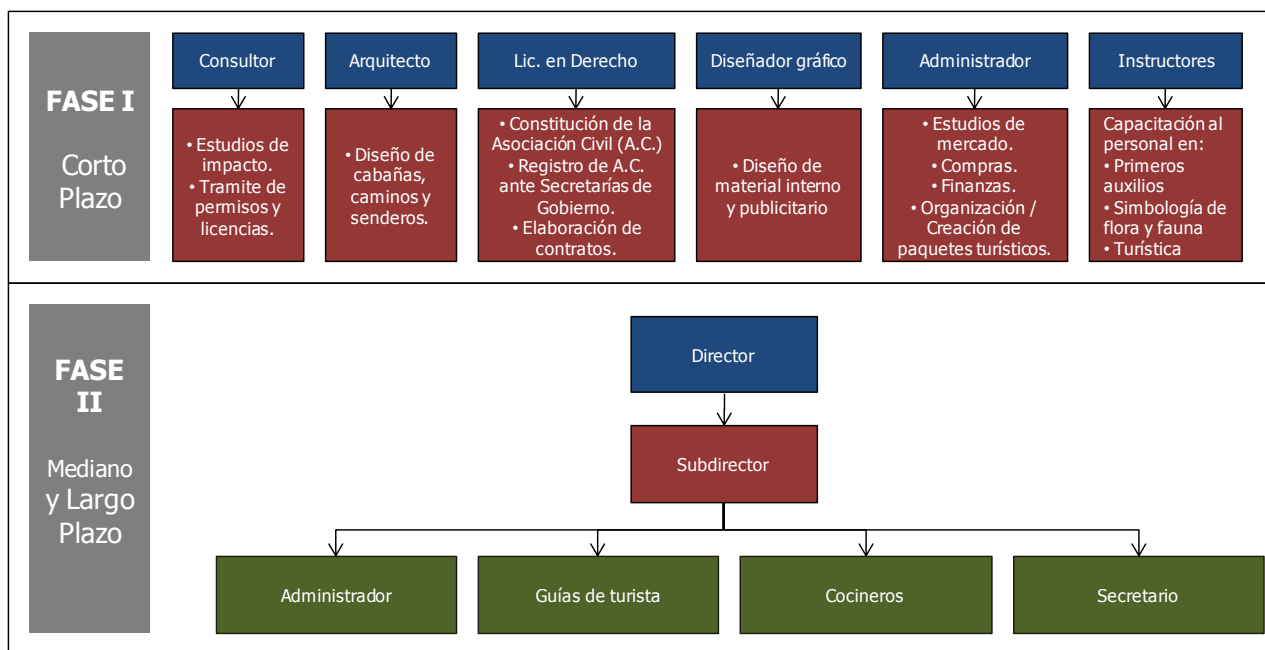 FASE I
Corto
Plazo
Consultor
• Estudios de
impacto.
• Tramite de
permisos y
licencias.
Arquitecto
• Diseño de
cabañas,
caminos y
senderos.
Lic. en Derecho
• Constitución de la
Asociación Civil (A.C.)
• Registro de A.C.
ante Secretarías de
Gobierno.
• Elaboración de
contratos.
Diseñador gráfico
• Diseño de
material interno
y publicitario
Administrador
• Estudios de
mercado.
• Compras.
• Finanzas.
• Organización /
Creación de
paquetes turísticos.
Instructores
Capacitación al
personal en:
• Primeros
auxilios
• Simbología de
flora y fauna
• Turística
FASE
II
Mediano
y Largo
Plazo
Director
Subdirector
Administrador
Guías de turista
Cocineros
Secretario